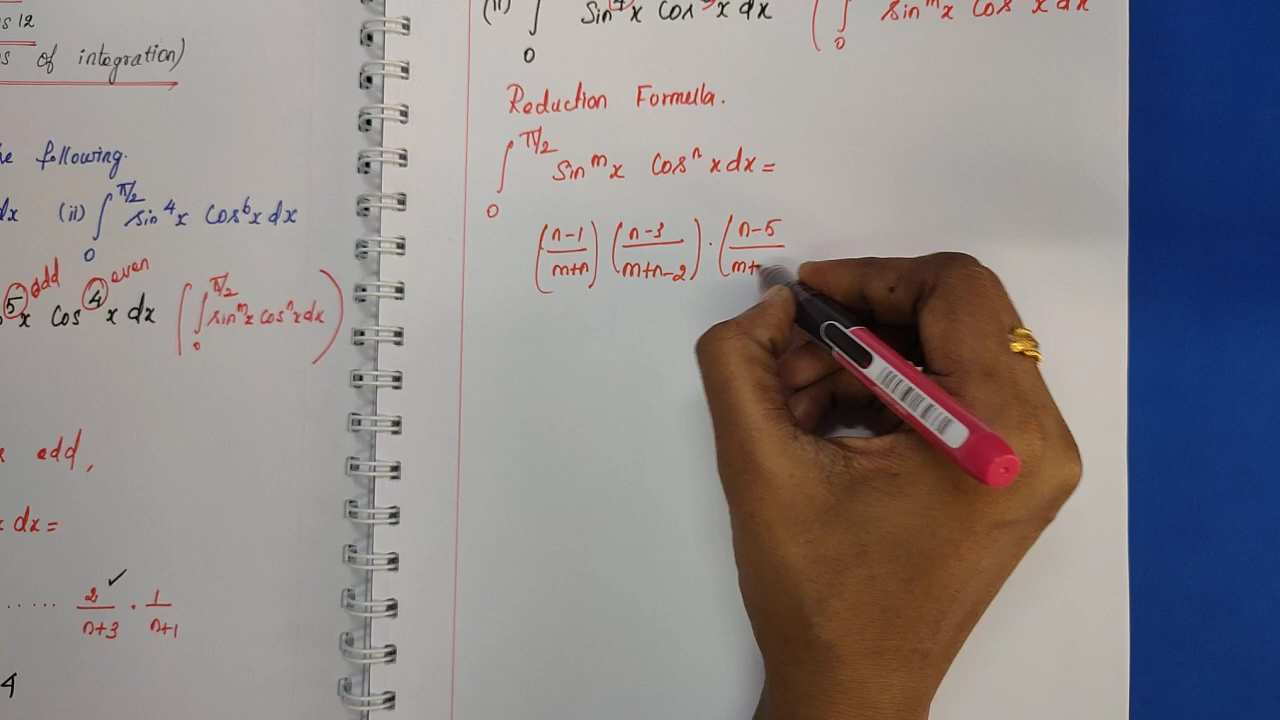 s 12
s of integration)
he following.
dx (ii) ∫₀^π/2 sin⁴x cos⁶x dx
5 odd x cos 4 even x dx (∫₀^π/2 sinᵐx cosⁿx dx)
odd,
x dx =
...... 2/n+3 ✓ . 1/n+1
4
(ii) ∫₀ sin⁴x cos x dx (∫₀ sinᵐx cos x dx
Reduction Formula.
∫₀^π/2 sinᵐx cosⁿx dx =
(n-1/m+n) (n-3/m+n-2) . (n-5/m+